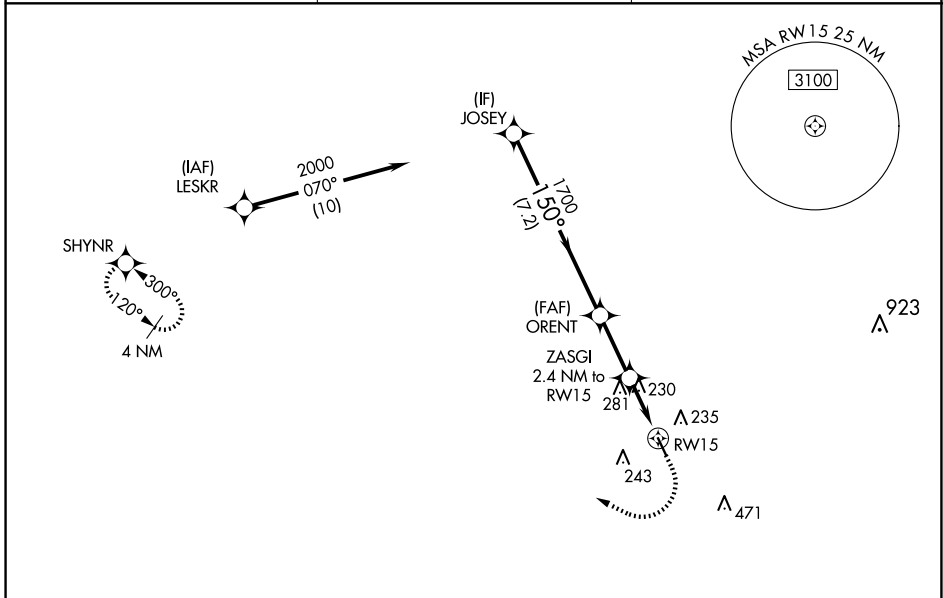 MSA RW15 25 NM
3100
(IF)
JOSEY
(IAF)
LESKR
2000
070°
(10)
1700
150°
(7.2)
SHYNR
300°
120°
4 NM
(FAF)
ORENT
923
ZASGI
2.4 NM to
RW15
281
230
235
RW15
243
471